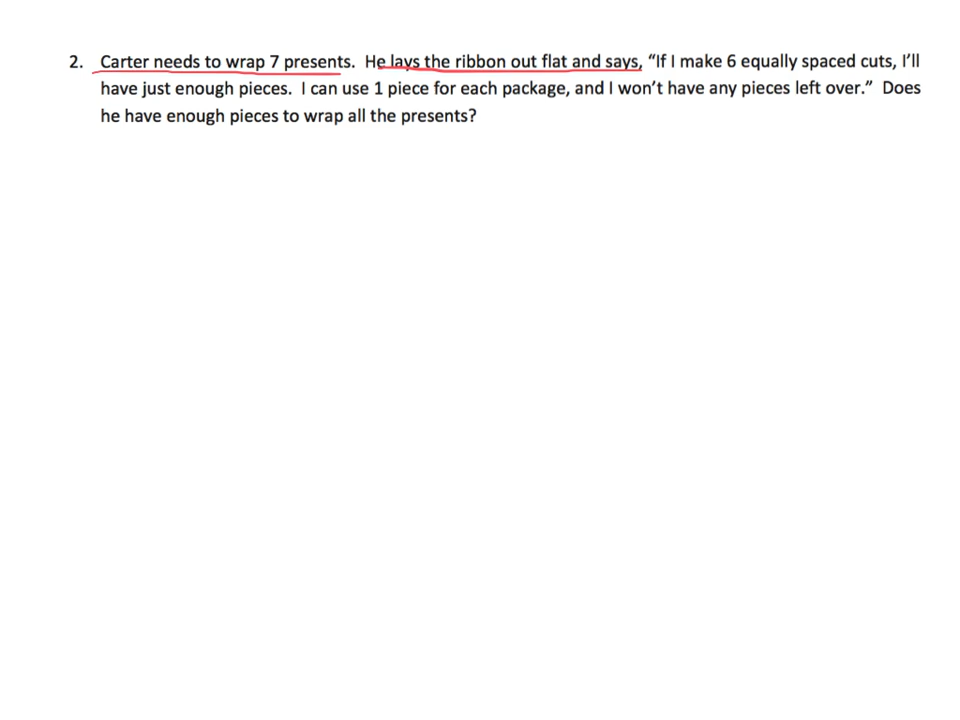 2. Carter needs to wrap 7 presents. He lays the ribbon out flat and says, “If I make 6 equally spaced cuts, I’ll
have just enough pieces. I can use 1 piece for each package, and I won’t have any pieces left over.” Does
he have enough pieces to wrap all the presents?